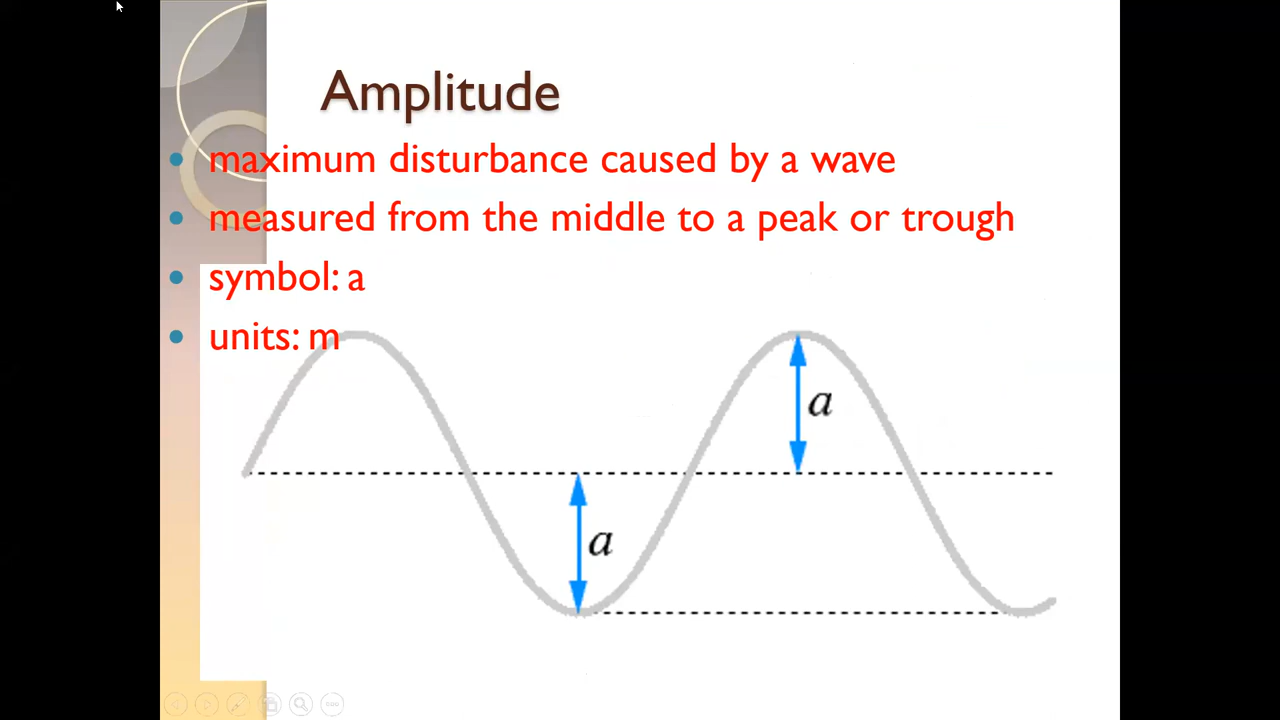 Amplitude
• maximum disturbance caused by a wave
• measured from the middle to a peak or trough
• symbol: a
• units: m
a
a